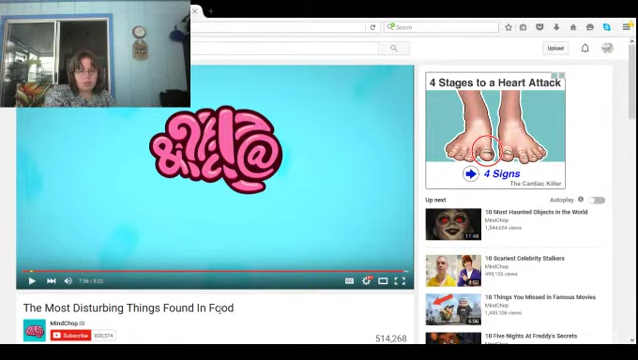 Search
Upload
4 Stages to a Heart Attack
4 Signs
The Cardiac Killer
Up next
Autoplay
10 Most Haunted Objects in the World
MindChop
11:48
10 Scariest Celebrity Stalkers
MindChop
10 Things You Missed in Famous Movies
MindChop
6:56
10 Five Nights At Freddy's Secrets
MindChop
The Most Disturbing Things Found In Food
MindChop
Subscribe
514,268